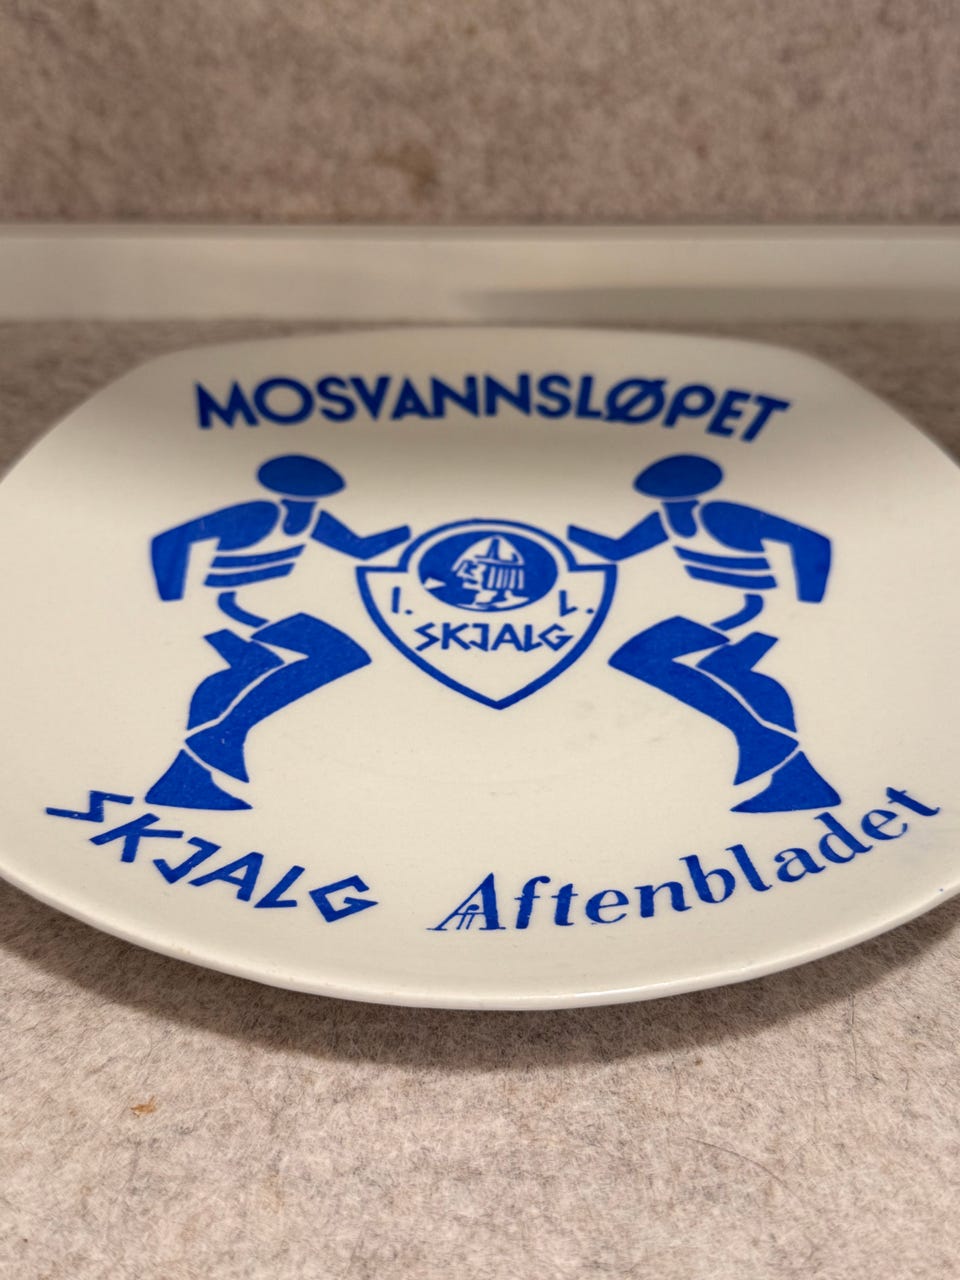 MOSVANNSLØPET
I. L.
SKJALG
SKJALG Aftenbladet